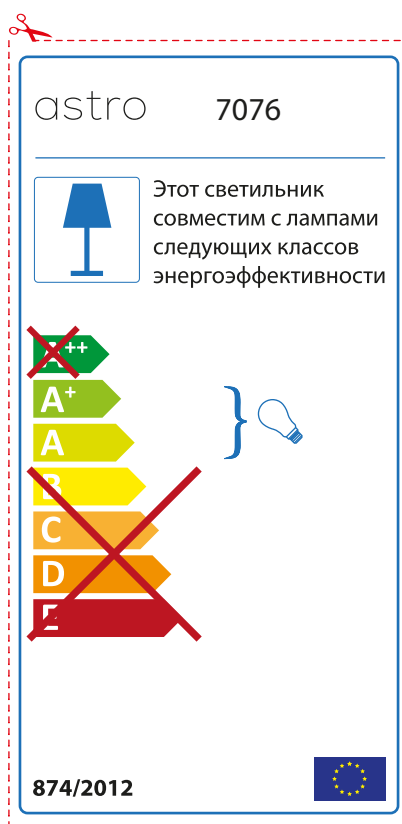 astro 7076
Этот светильник
совместим с лампами
следующих классов
энергоэффективности
A++
A+
A
B
C
D
E
874/2012